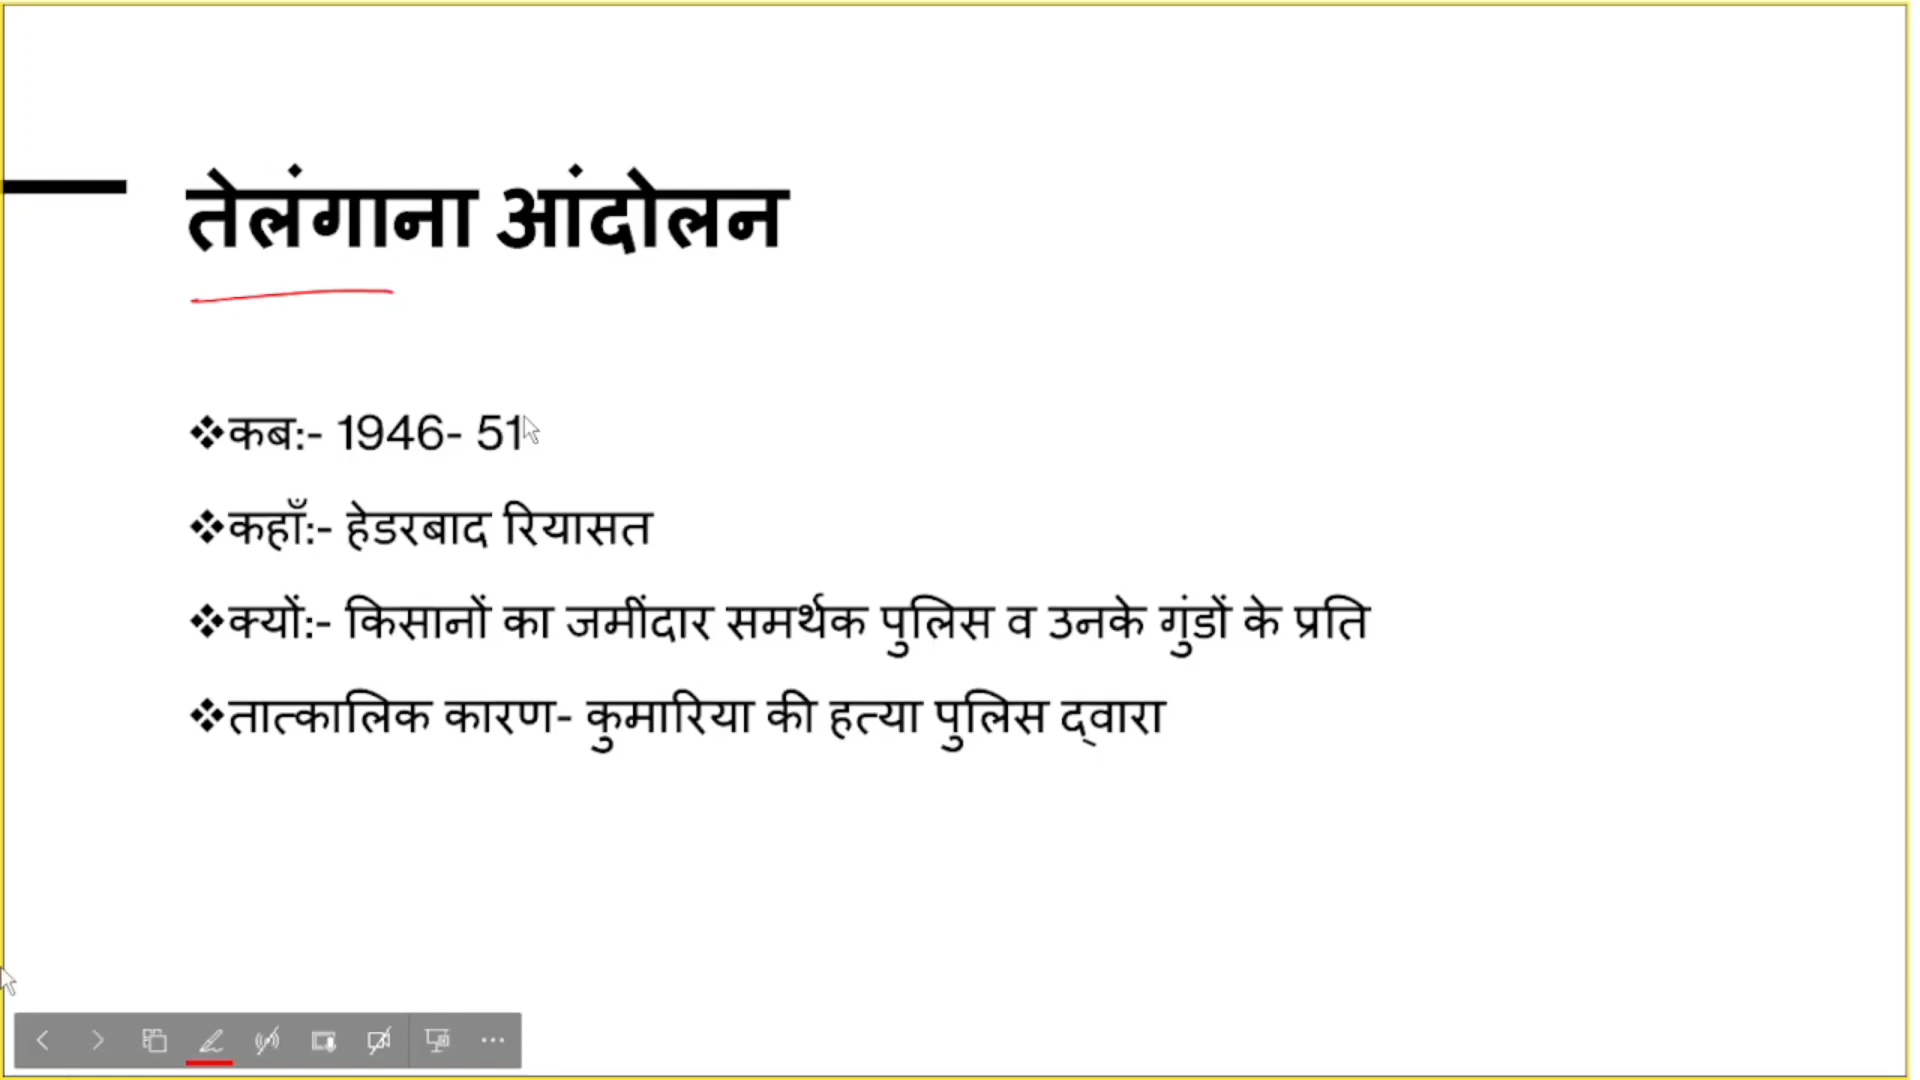 तेलंगाना आंदोलन
❖कब:- 1946- 51
❖कहाँ:- हेडरबाद रियासत
❖क्यों:- किसानों का जमींदार समर्थक पुलिस व उनके गुंडों के प्रति
❖तात्कालिक कारण- कुमारिया की हत्या पुलिस द्वारा